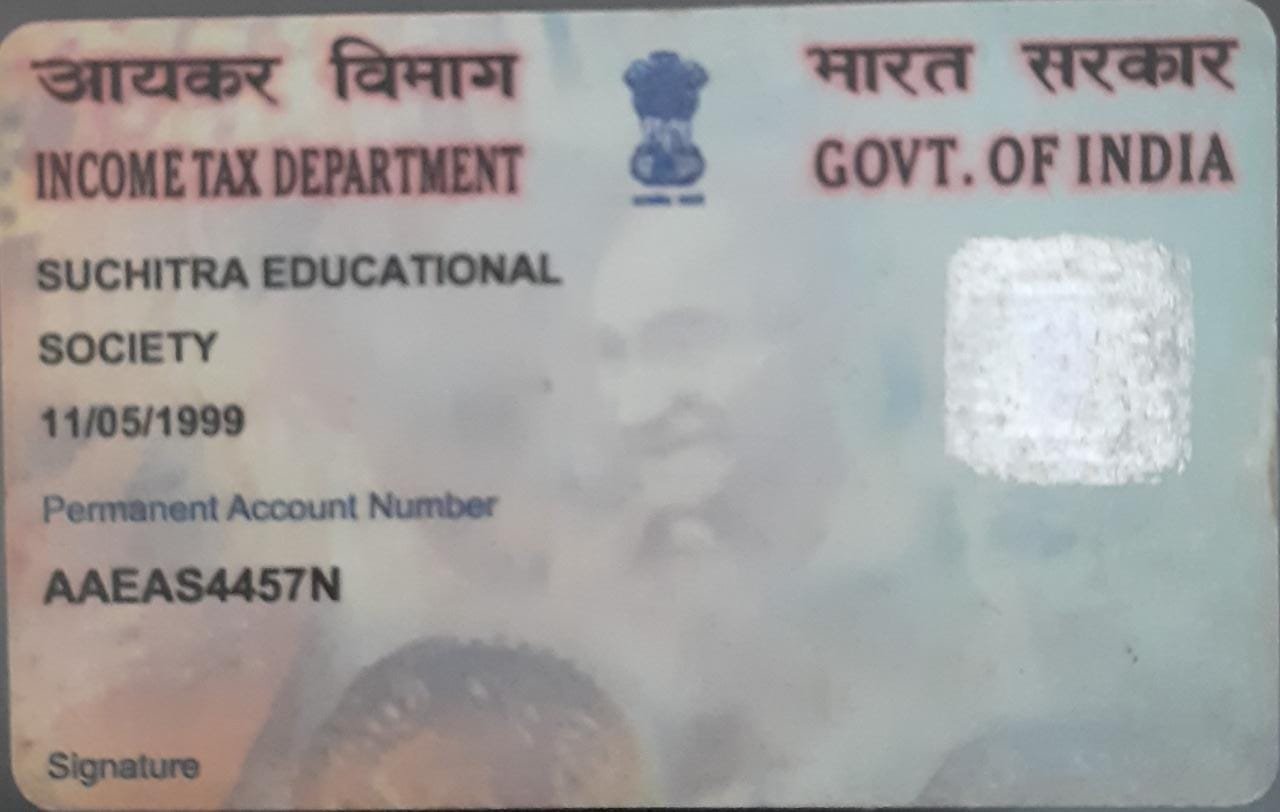 आयकर विभाग
INCOME TAX DEPARTMENT
भारत सरकार
GOVT. OF INDIA
SUCHITRA EDUCATIONAL
SOCIETY
11/05/1999
Permanent Account Number
AAEAS4457N
Signature